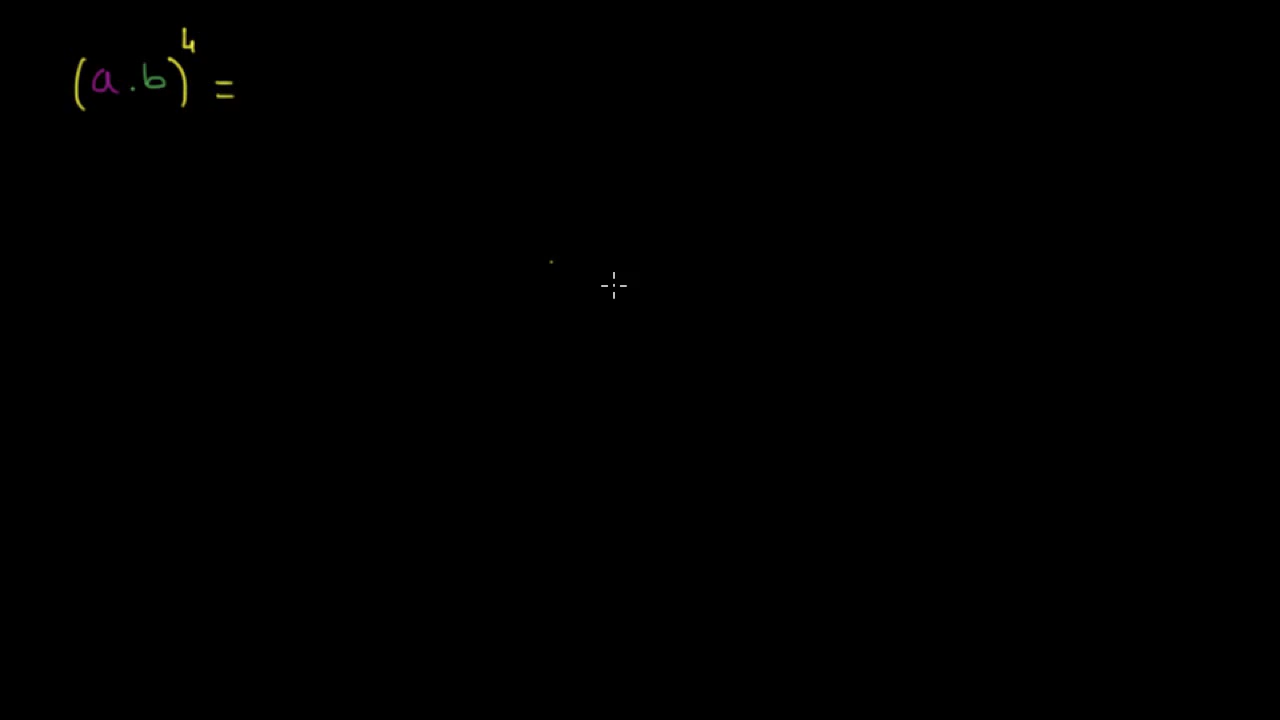 (a.b)⁴ =